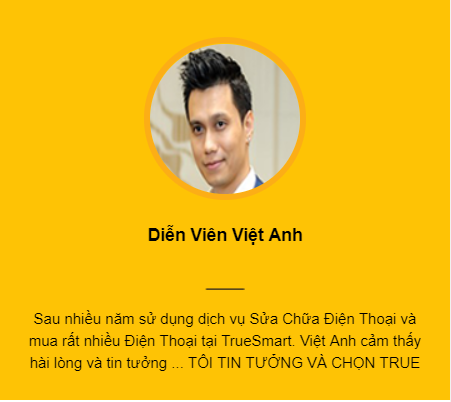 Diễn Viên Việt Anh
Sau nhiều năm sử dụng dịch vụ Sửa Chữa Điện Thoại và
mua rất nhiều Điện Thoại tại TrueSmart. Việt Anh cảm thấy
hài lòng và tin tưởng ... TÔI TIN TƯỞNG VÀ CHỌN TRUE